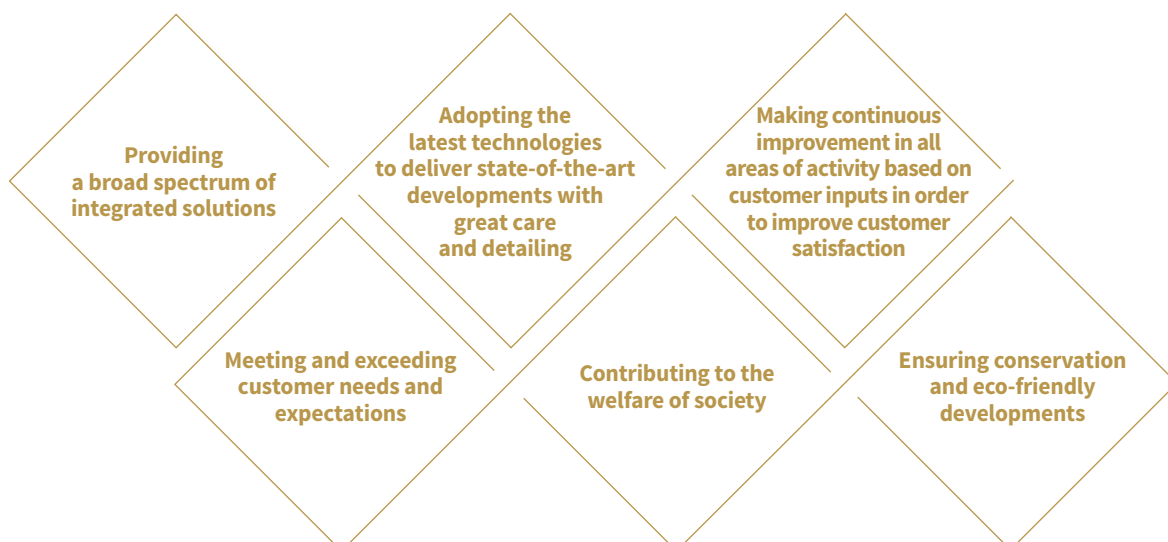 Providing
a broad spectrum of
integrated solutions
Adopting the
latest technologies
to deliver state-of-the-art
developments with
great care
and detailing
Making continuous
improvement in all
areas of activity based on
customer inputs in order
to improve customer
satisfaction
Meeting and exceeding
customer needs and
expectations
Contributing to the
welfare of society
Ensuring conservation
and eco-friendly
developments